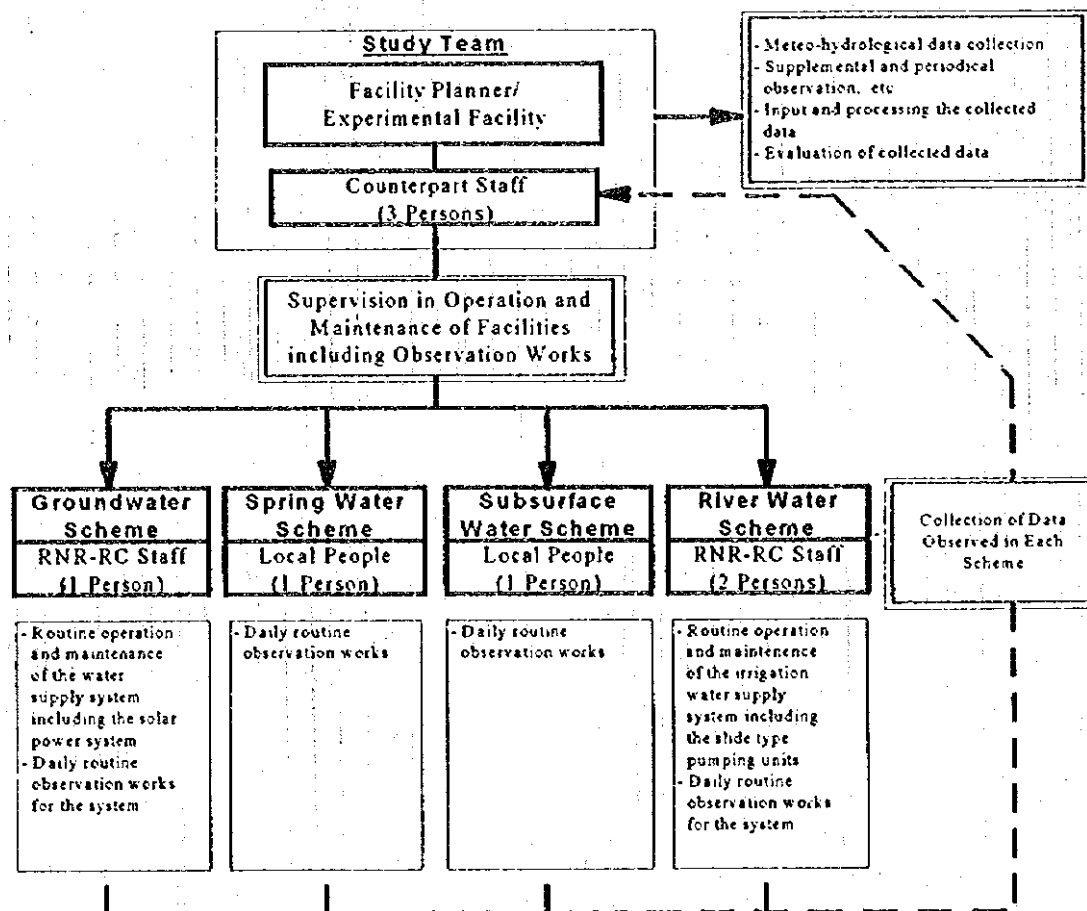 Study Team
Facility Planner/
Experimental Facility
Counterpart Staff
(3 Persons)
- Meteo-hydrological data collection
- Supplemental and periodical
observation, etc
- Input and processing the collected
data
- Evaluation of collected data
Supervision in Operation and
Maintenance of Facilities
including Observation Works
Groundwater
Scheme
RNR-RC Staff
(1 Person)
Spring Water
Scheme
Local People
(1 Person)
Subsurface
Water Scheme
Local People
(1 Person)
River Water
Scheme
RNR-RC Staff
(2 Persons)
Collection of Data
Observed in Each
Scheme
- Routine operation
and maintenance
of the water
supply system
including the solar
power system
- Daily routine
observation works
for the system
- Daily routine
observation works
- Daily routine
observation works
- Routine operation
and maintenence
of the irrigation
water supply
system including
the slide type
pumping units
- Daily routine
observation works
for the system